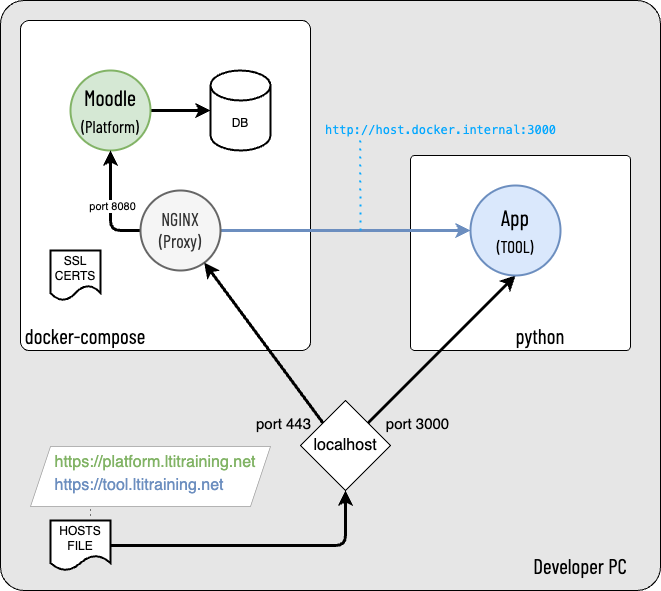 Moodle
(Platform)
DB
http://host.docker.internal:3000
port 8080
NGINX
(Proxy)
App
(TOOL)
SSL
CERTS
docker-compose
python
port 443
port 3000
localhost
https://platform.ltitraining.net
https://tool.ltitraining.net
HOSTS
FILE
Developer PC